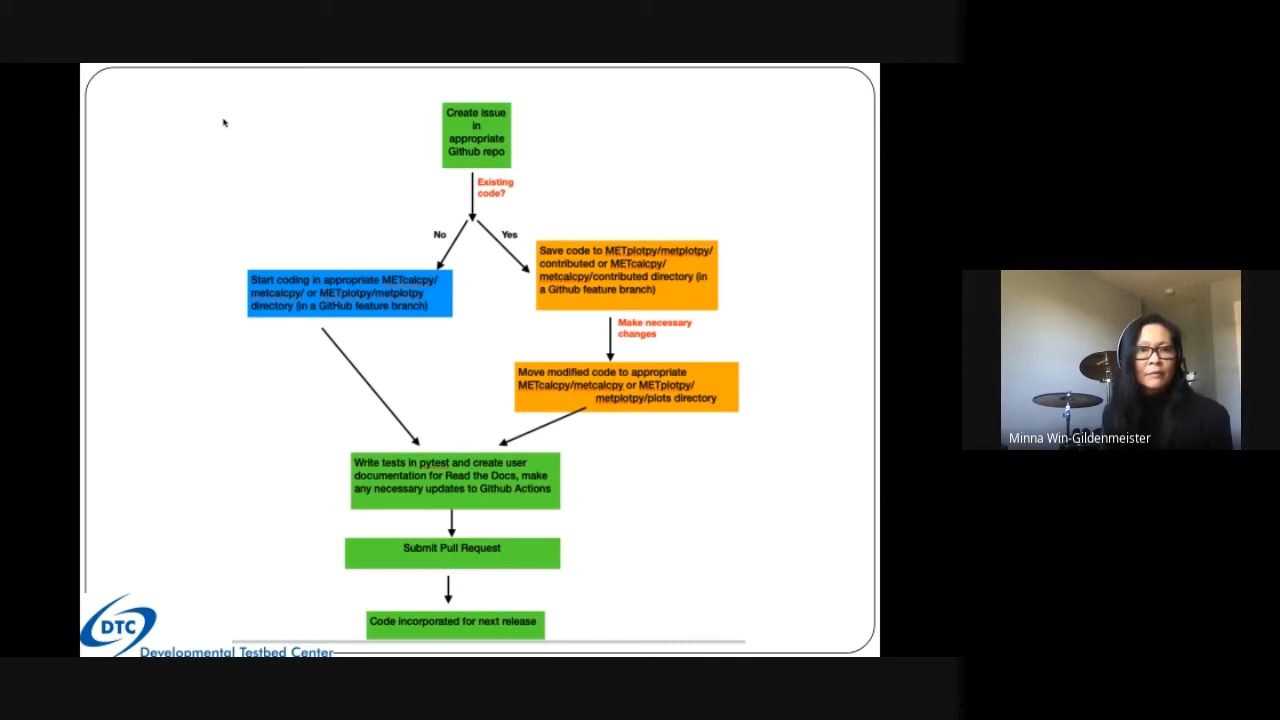 Create issue
in
appropriate
Github repo
Existing
code?
No
Yes
Save code to METplotpy/metplotpy/
contributed or METcalcpy/
metcalcpy/contributed directory (in
a Github feature branch)
Start coding in appropriate METcalcpy/
metcalcpy/ or METplotpy/metplotpy
directory (in a GitHub feature branch)
Make necessary
changes
Move modified code to appropriate
METcalcpy/metcalcpy or METplotpy/
metplotpy/plots directory
Write tests in pytest and create user
documentation for Read the Docs, make
any necessary updates to Github Actions
Submit Pull Request
Code incorporated for next release
DTC
Developmental Testbed Center
Minna Win-Gildenmeister